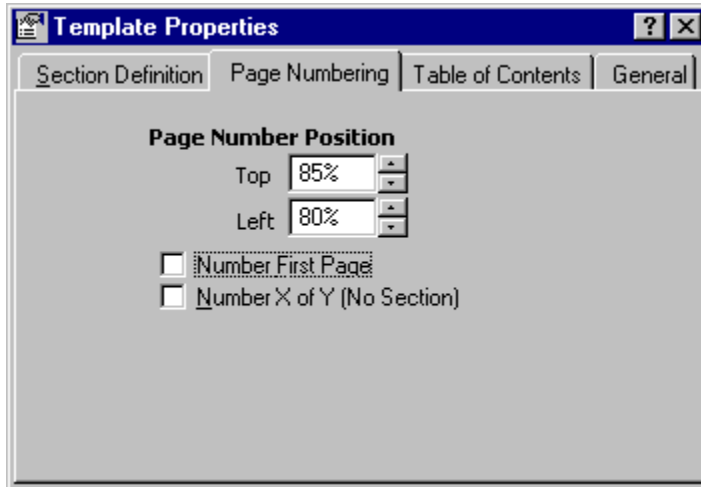 Template Properties
Section Definition Page Numbering Table of Contents General
Page Number Position
Top 85%
Left 80%
Number First Page
Number X of Y (No Section)